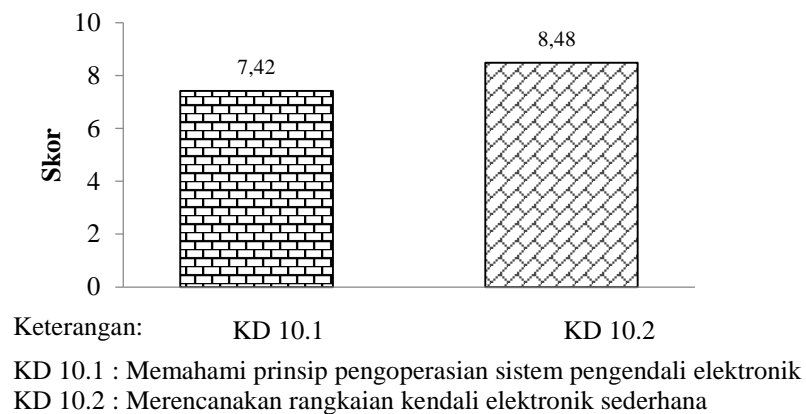 10
8
6
4
2
0
Skor
7,42
8,48
Keterangan: KD 10.1 KD 10.2
KD 10.1 : Memahami prinsip pengoperasian sistem pengendali elektronik
KD 10.2 : Merencanakan rangkaian kendali elektronik sederhana